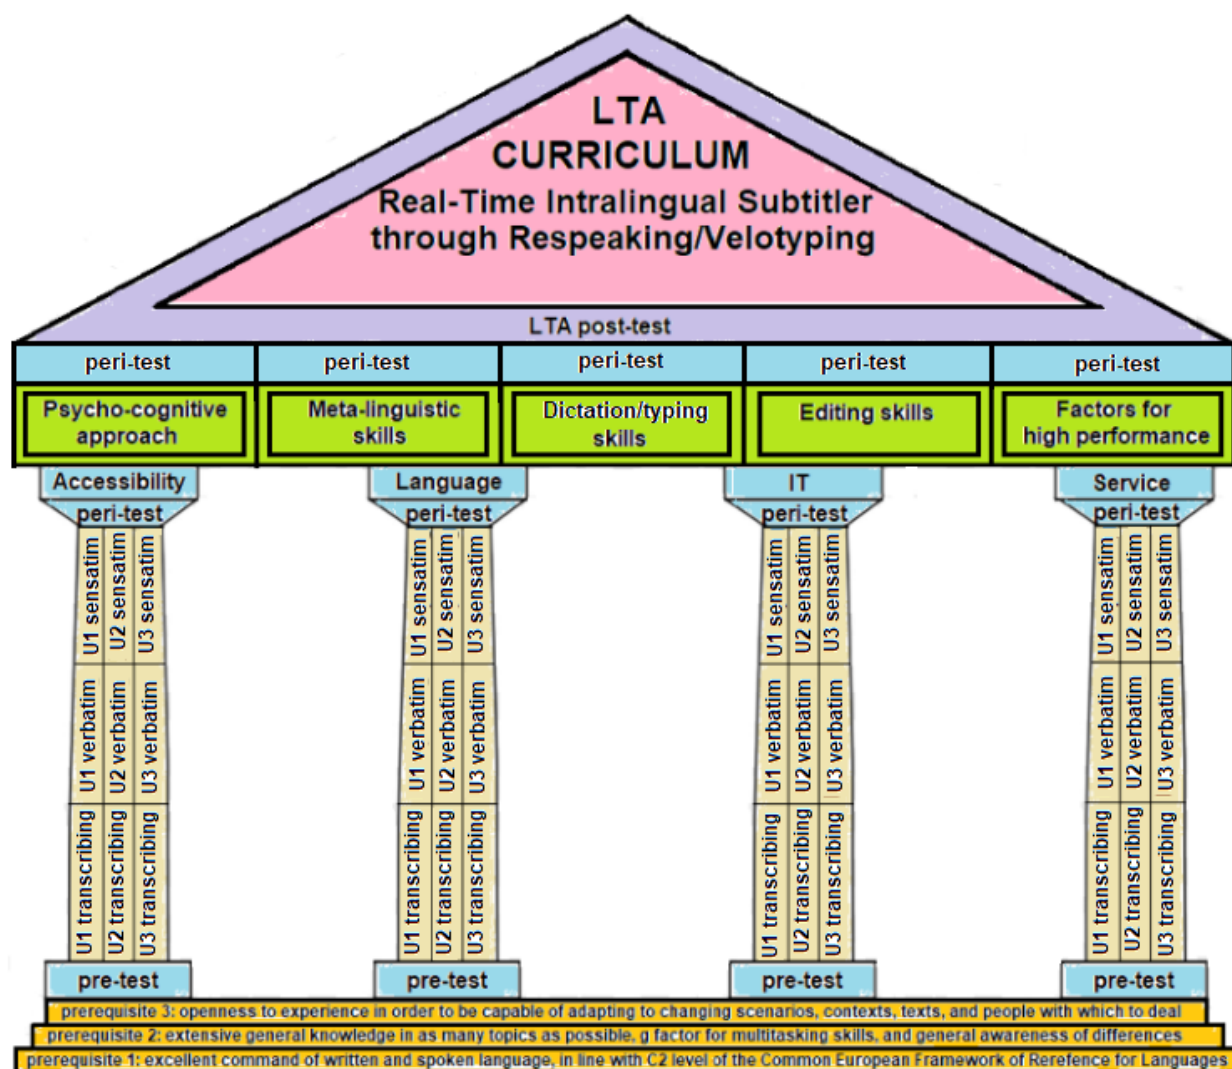 LTA
CURRICULUM
Real-Time Intralingual Subtitler
through Respeaking/Velotyping
LTA post-test
peri-test peri-test peri-test peri-test peri-test
Psycho-cognitive
approach
Meta-linguistic
skills
Dictation/typing
skills
Editing skills
Factors for
high performance
Accessibility
peri-test
Language
peri-test
IT
peri-test
Service
peri-test
U1 sensatim
U2 sensatim
U3 sensatim
U1 sensatim
U2 sensatim
U3 sensatim
U1 sensatim
U2 sensatim
U3 sensatim
U1 sensatim
U2 sensatim
U3 sensatim
U1 verbatim
U2 verbatim
U3 verbatim
U1 verbatim
U2 verbatim
U3 verbatim
U1 verbatim
U2 verbatim
U3 verbatim
U1 verbatim
U2 verbatim
U3 verbatim
U1 transcribing
U2 transcribing
U3 transcribing
U1 transcribing
U2 transcribing
U3 transcribing
U1 transcribing
U2 transcribing
U3 transcribing
U1 transcribing
U2 transcribing
U3 transcribing
pre-test pre-test pre-test pre-test
prerequisite 3: openness to experience in order to be capable of adapting to changing scenarios, contexts, texts, and people with which to deal
prerequisite 2: extensive general knowledge in as many topics as possible, g factor for multitasking skills, and general awareness of differences
prerequisite 1: excellent command of written and spoken language, in line with C2 level of the Common European Framework of Rerefence for Languages